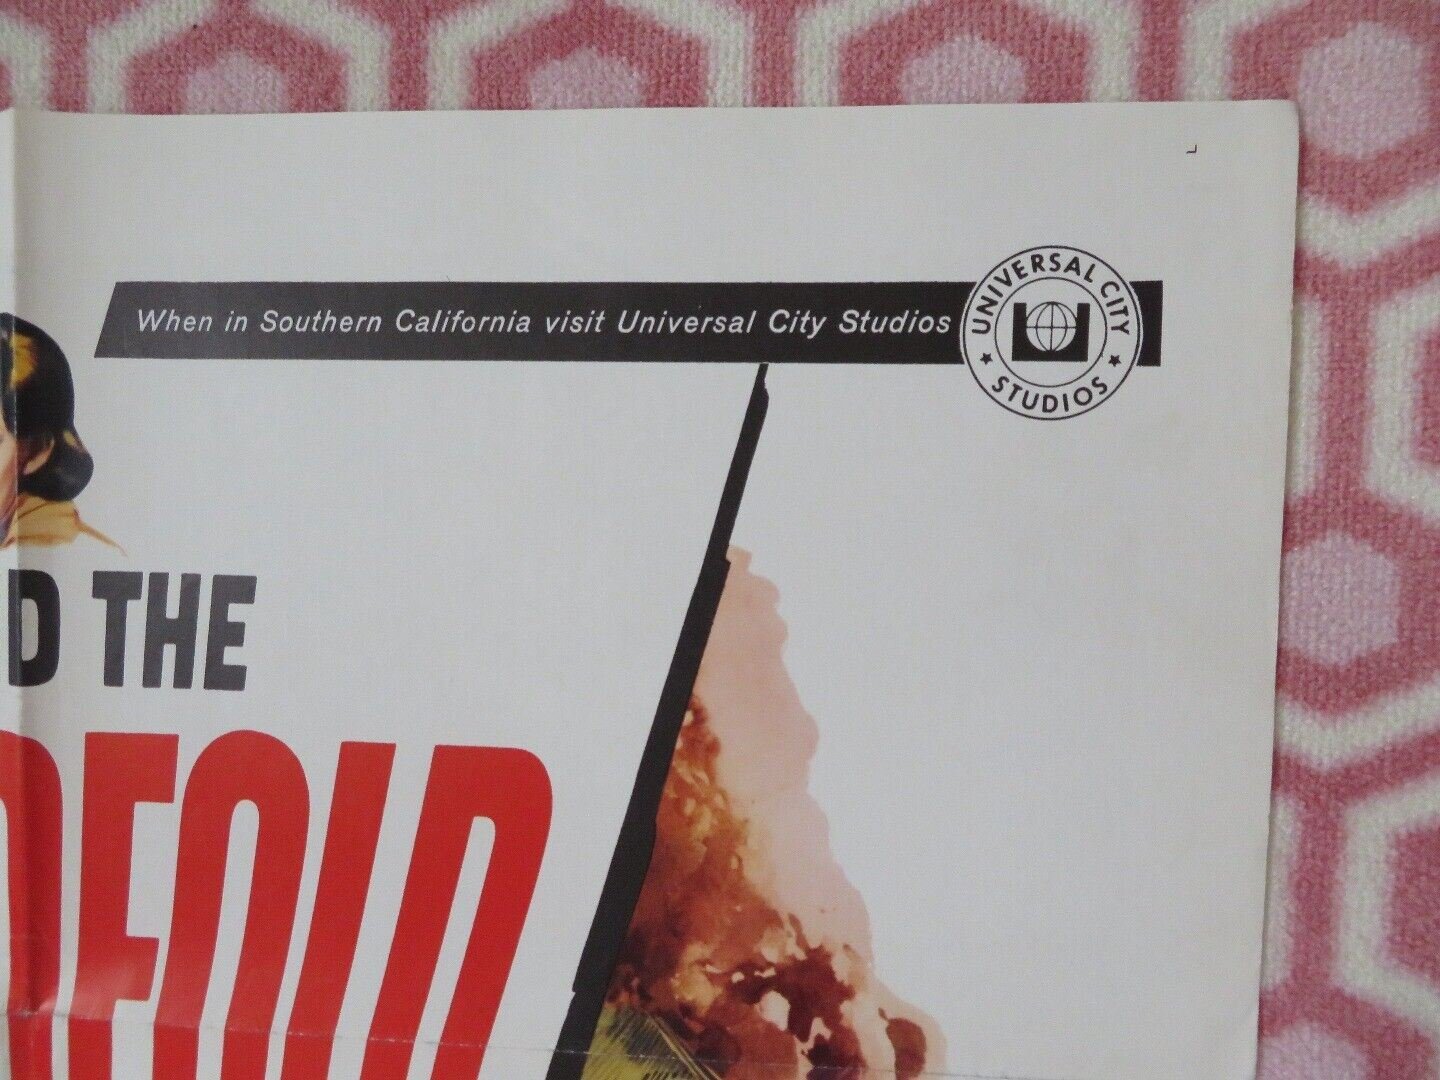 When in Southern California visit Universal City Studios
UNIVERSAL CITY
STUDIOS
D THE